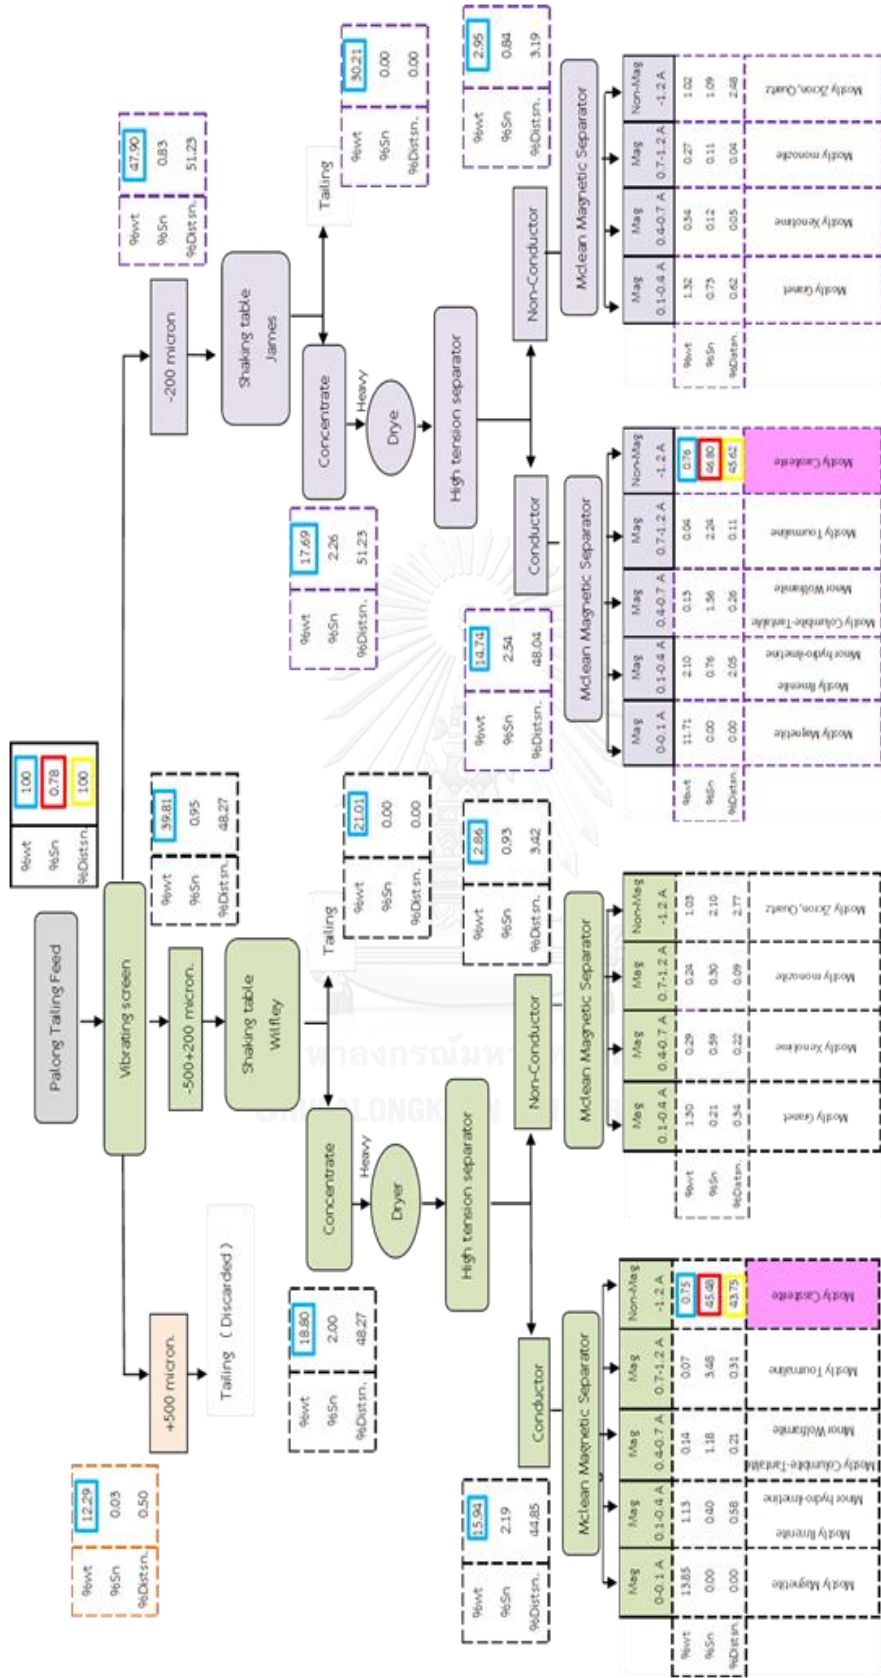 Palong Tailing Feed
%wt 100
%Sn 0.78
%Distsn. 100
Vibrating screen
+500 micron.
%wt 12.29
%Sn 0.03
%Distsn. 0.50
Tailing ( Discarded )
-500+200 micron.
%wt 39.81
%Sn 0.95
%Distsn. 48.27
Shaking table
Wilfley
Tailing
%wt 21.01
%Sn 0.00
%Distsn. 0.00
Concentrate
%wt 18.80
%Sn 2.00
%Distsn. 48.27
Heavy
Dryer
High tension separator
Conductor
%wt 15.94
%Sn 2.19
%Distsn. 44.85
Mclean Magnetic Separator
Mag Mag Mag Mag Non-Mag
0-0.1 A 0.1-0.4 A 0.4-0.7 A 0.7-1.2 A -1.2 A
%wt 13.85 1.13 0.14 0.07 0.75
%Sn 0.00 0.40 1.18 3.48 45.48
%Distsn. 0.00 0.58 0.21 0.31 43.75
Mostly Magnetite
Mostly Ilmenite
Minor hydro-ilmetine
Mostly Columbite-Tantalite
Minor Wolframite
Mostly Tourmaline
Mostly Cassiterite
Non-Conductor
%wt 2.86
%Sn 0.93
%Distsn. 3.42
Mclean Magnetic Separator
Mag Mag Mag Non-Mag
0.1-0.4 A 0.4-0.7 A 0.7-1.2 A -1.2 A
%wt 1.30 0.29 0.24 1.03
%Sn 0.21 0.59 0.30 2.10
%Distsn. 0.34 0.22 0.09 2.77
Mostly Granet
Mostly Xenotime
Mostly monozite
Mostly Zicron, Quartz
-200 micron
%wt 47.90
%Sn 0.83
%Distsn. 51.23
Shaking table
James
Tailing
%wt 30.21
%Sn 0.00
%Distsn. 0.00
Concentrate
%wt 17.69
%Sn 2.26
%Distsn. 51.23
Heavy
Drye
High tension separator
Conductor
%wt 14.74
%Sn 2.54
%Distsn. 48.04
Mclean Magnetic Separator
Mag Mag Mag Mag Non-Mag
0-0.1 A 0.1-0.4 A 0.4-0.7 A 0.7-1.2 A -1.2 A
%wt 11.71 2.10 0.13 0.04 0.76
%Sn 0.00 0.76 1.56 2.24 46.80
%Distsn. 0.00 2.05 0.26 0.11 45.62
Mostly Magnetite
Mostly Ilmenite
Minor hydro-ilmetine
Mostly Columbite-Tantalite
Minor Wolframite
Mostly Tourmaline
Mostly Cassiterite
Non-Conductor
%wt 2.95
%Sn 0.84
%Distsn. 3.19
Mclean Magnetic Separator
Mag Mag Mag Non-Mag
0.1-0.4 A 0.4-0.7 A 0.7-1.2 A -1.2 A
%wt 1.32 0.34 0.27 1.02
%Sn 0.73 0.12 0.11 1.09
%Distsn. 0.62 0.05 0.04 2.48
Mostly Granet
Mostly Xenotime
Mostly monozite
Mostly Zicron, Quartz